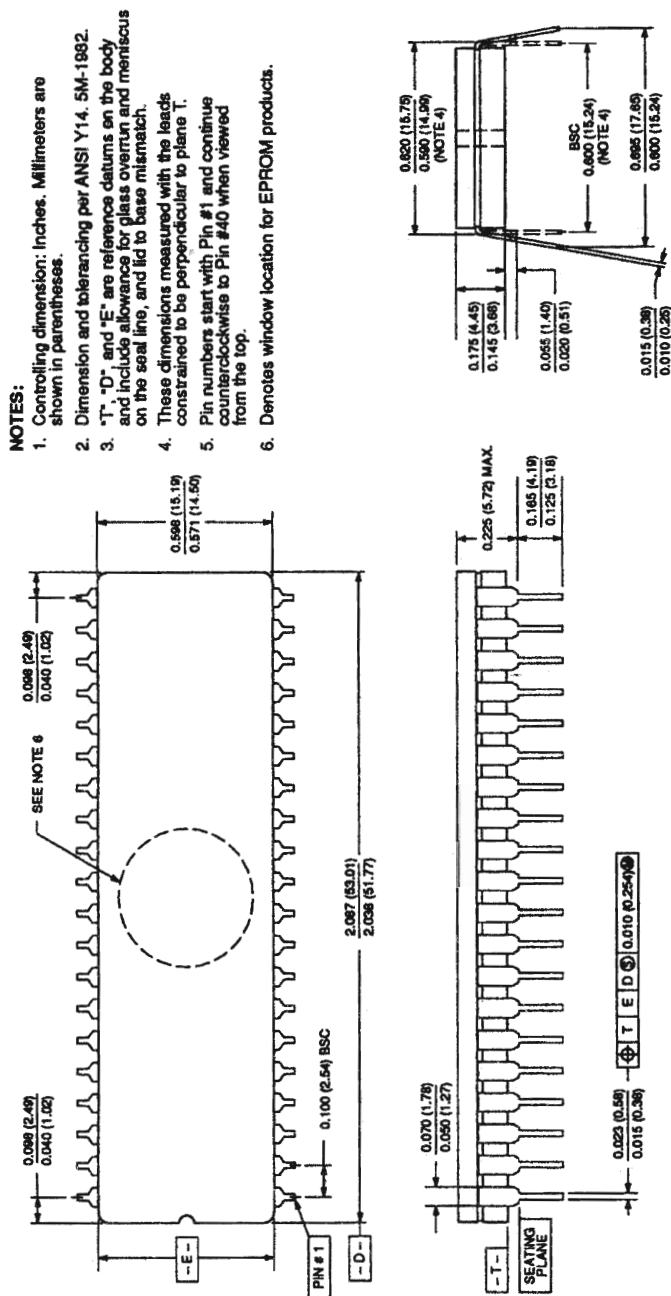 NOTES:
1. Controlling dimension: Inches. Millimeters are
shown in parentheses.
2. Dimension and tolerancing per ANSI Y14. 5M-1982.
3. "T", "D", and "E" are reference datums on the body
and include allowance for glass overrun and meniscus
on the seal line, and lid to base mismatch.
4. These dimensions measured with the leads
constrained to be perpendicular to plane T.
5. Pin numbers start with Pin #1 and continue
counterclockwise to Pin #40 when viewed
from the top.
6. Denotes window location for EPROM products.
0.098 (2.49)
0.040 (1.02)
SEE NOTE 6
0.098 (2.49)
0.040 (1.02)
0.598 (15.19)
0.571 (14.50)
- E -
PIN # 1
0.100 (2.54) BSC
- D -
2.087 (53.01)
2.038 (51.77)
0.620 (15.75)
0.590 (14.99)
(NOTE 4)
0.175 (4.45)
0.145 (3.68)
0.055 (1.40)
0.020 (0.51)
BSC
0.600 (15.24)
(NOTE 4)
0.695 (17.65)
0.600 (15.24)
0.015 (0.38)
0.010 (0.25)
0.070 (1.78)
0.050 (1.27)
0.225 (5.72) MAX.
0.165 (4.19)
0.125 (3.18)
- T -
SEATING
PLANE
0.023 (0.58)
0.015 (0.38)
⌖ T E D Ⓢ 0.010 (0.254) Ⓜ